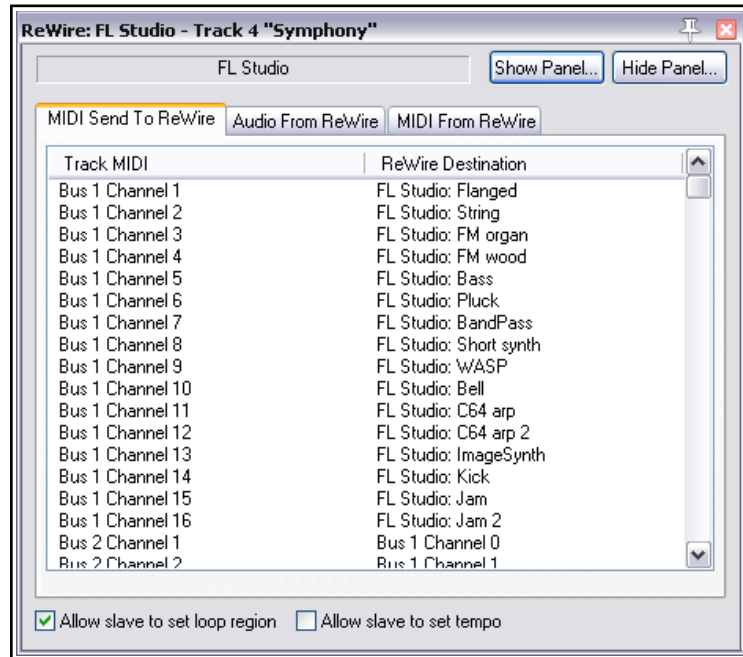 ReWire: FL Studio - Track 4 "Symphony"
FL Studio Show Panel... Hide Panel...
MIDI Send To ReWire Audio From ReWire MIDI From ReWire
Track MIDI ReWire Destination
Bus 1 Channel 1 FL Studio: Flanged
Bus 1 Channel 2 FL Studio: String
Bus 1 Channel 3 FL Studio: FM organ
Bus 1 Channel 4 FL Studio: FM wood
Bus 1 Channel 5 FL Studio: Bass
Bus 1 Channel 6 FL Studio: Pluck
Bus 1 Channel 7 FL Studio: BandPass
Bus 1 Channel 8 FL Studio: Short synth
Bus 1 Channel 9 FL Studio: WASP
Bus 1 Channel 10 FL Studio: Bell
Bus 1 Channel 11 FL Studio: C64 arp
Bus 1 Channel 12 FL Studio: C64 arp 2
Bus 1 Channel 13 FL Studio: ImageSynth
Bus 1 Channel 14 FL Studio: Kick
Bus 1 Channel 15 FL Studio: Jam
Bus 1 Channel 16 FL Studio: Jam 2
Bus 2 Channel 1 Bus 1 Channel 0
Bus 2 Channel 2 Bus 1 Channel 1
Allow slave to set loop region Allow slave to set tempo